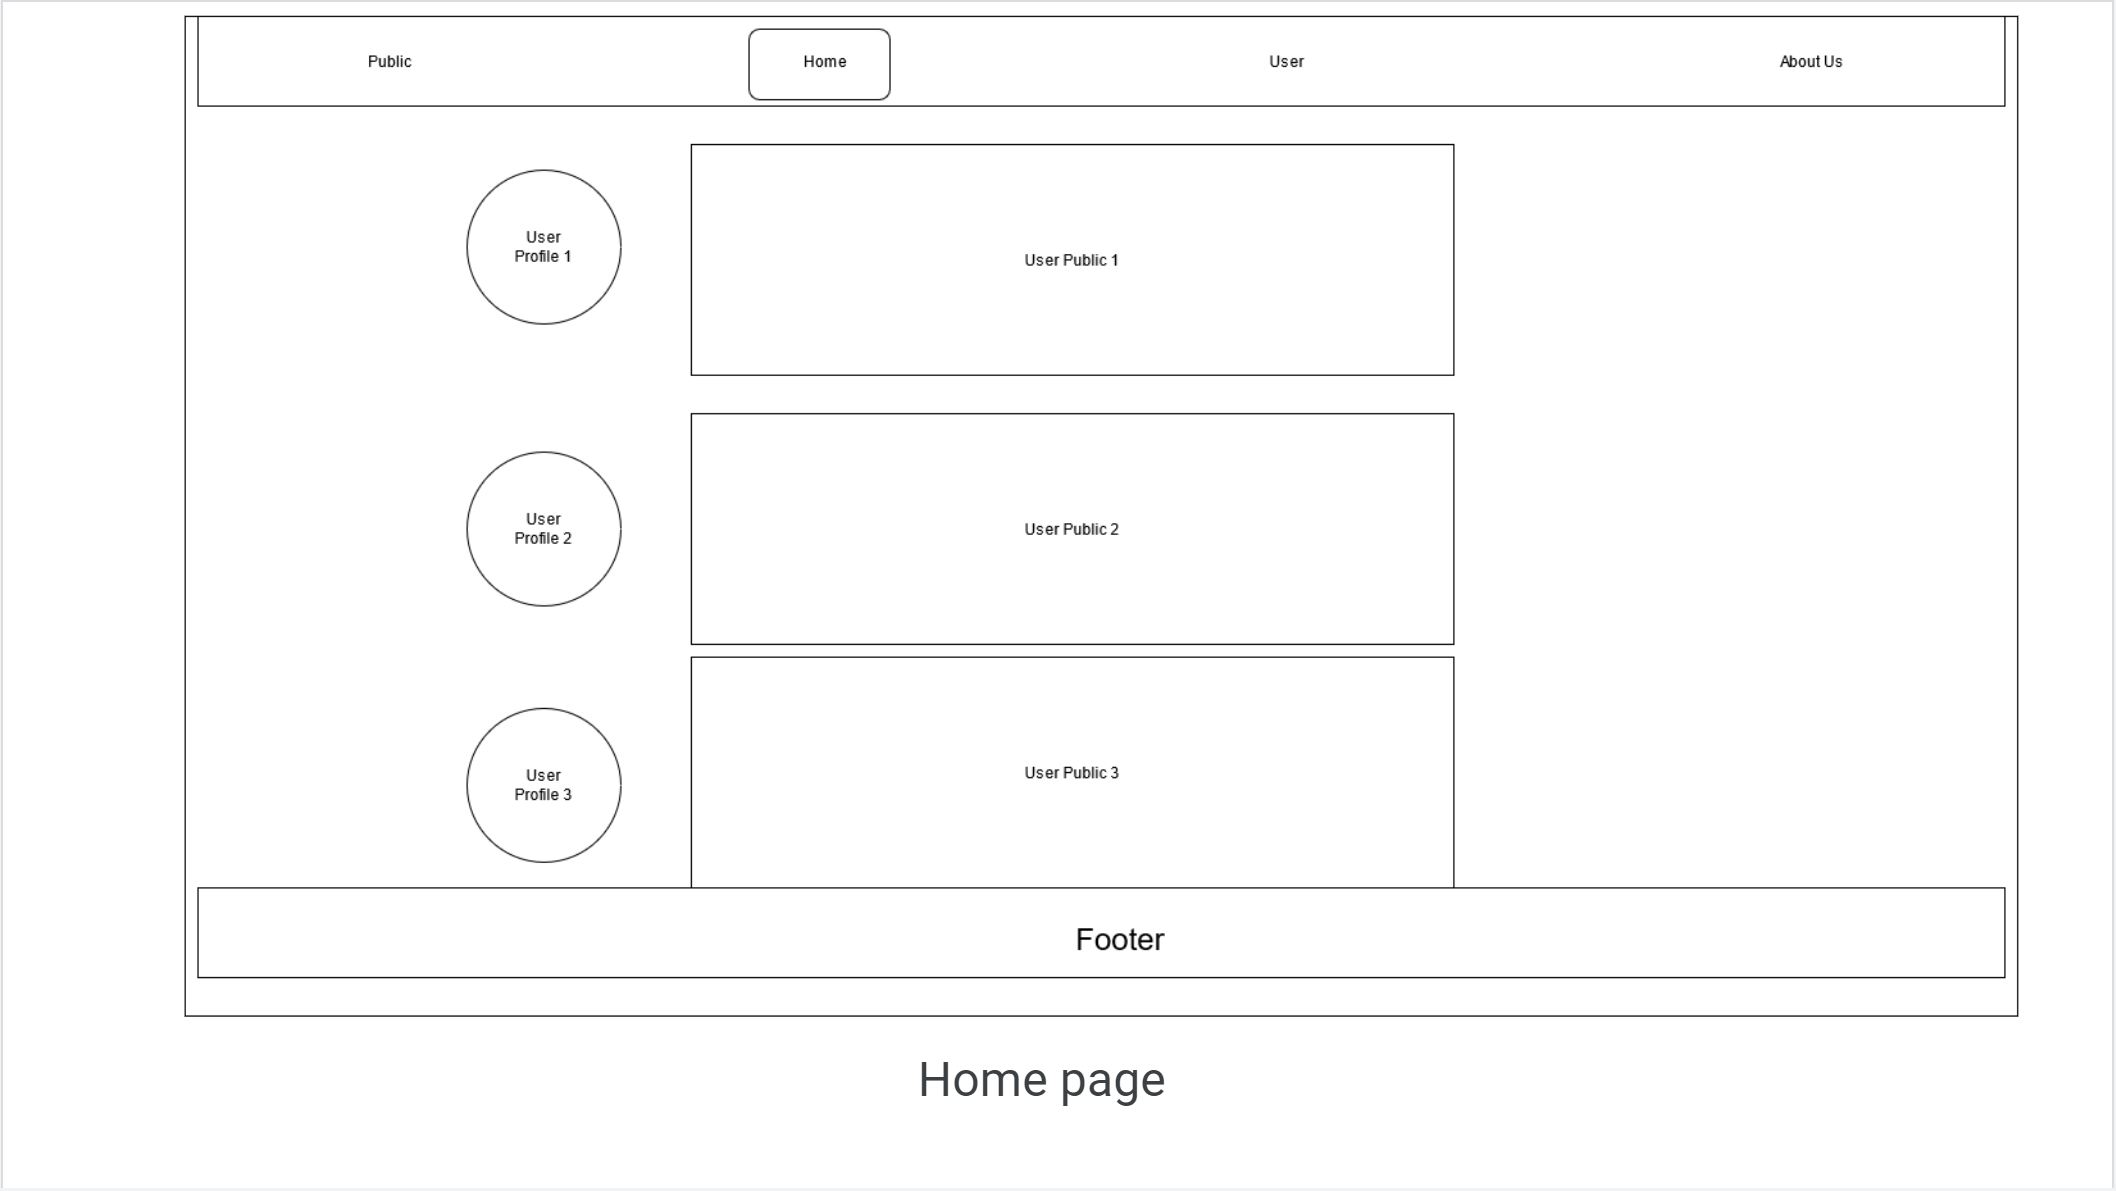 Public
Home
User
About Us
User
Profile 1
User Public 1
User
Profile 2
User Public 2
User
Profile 3
User Public 3
Footer
Home page